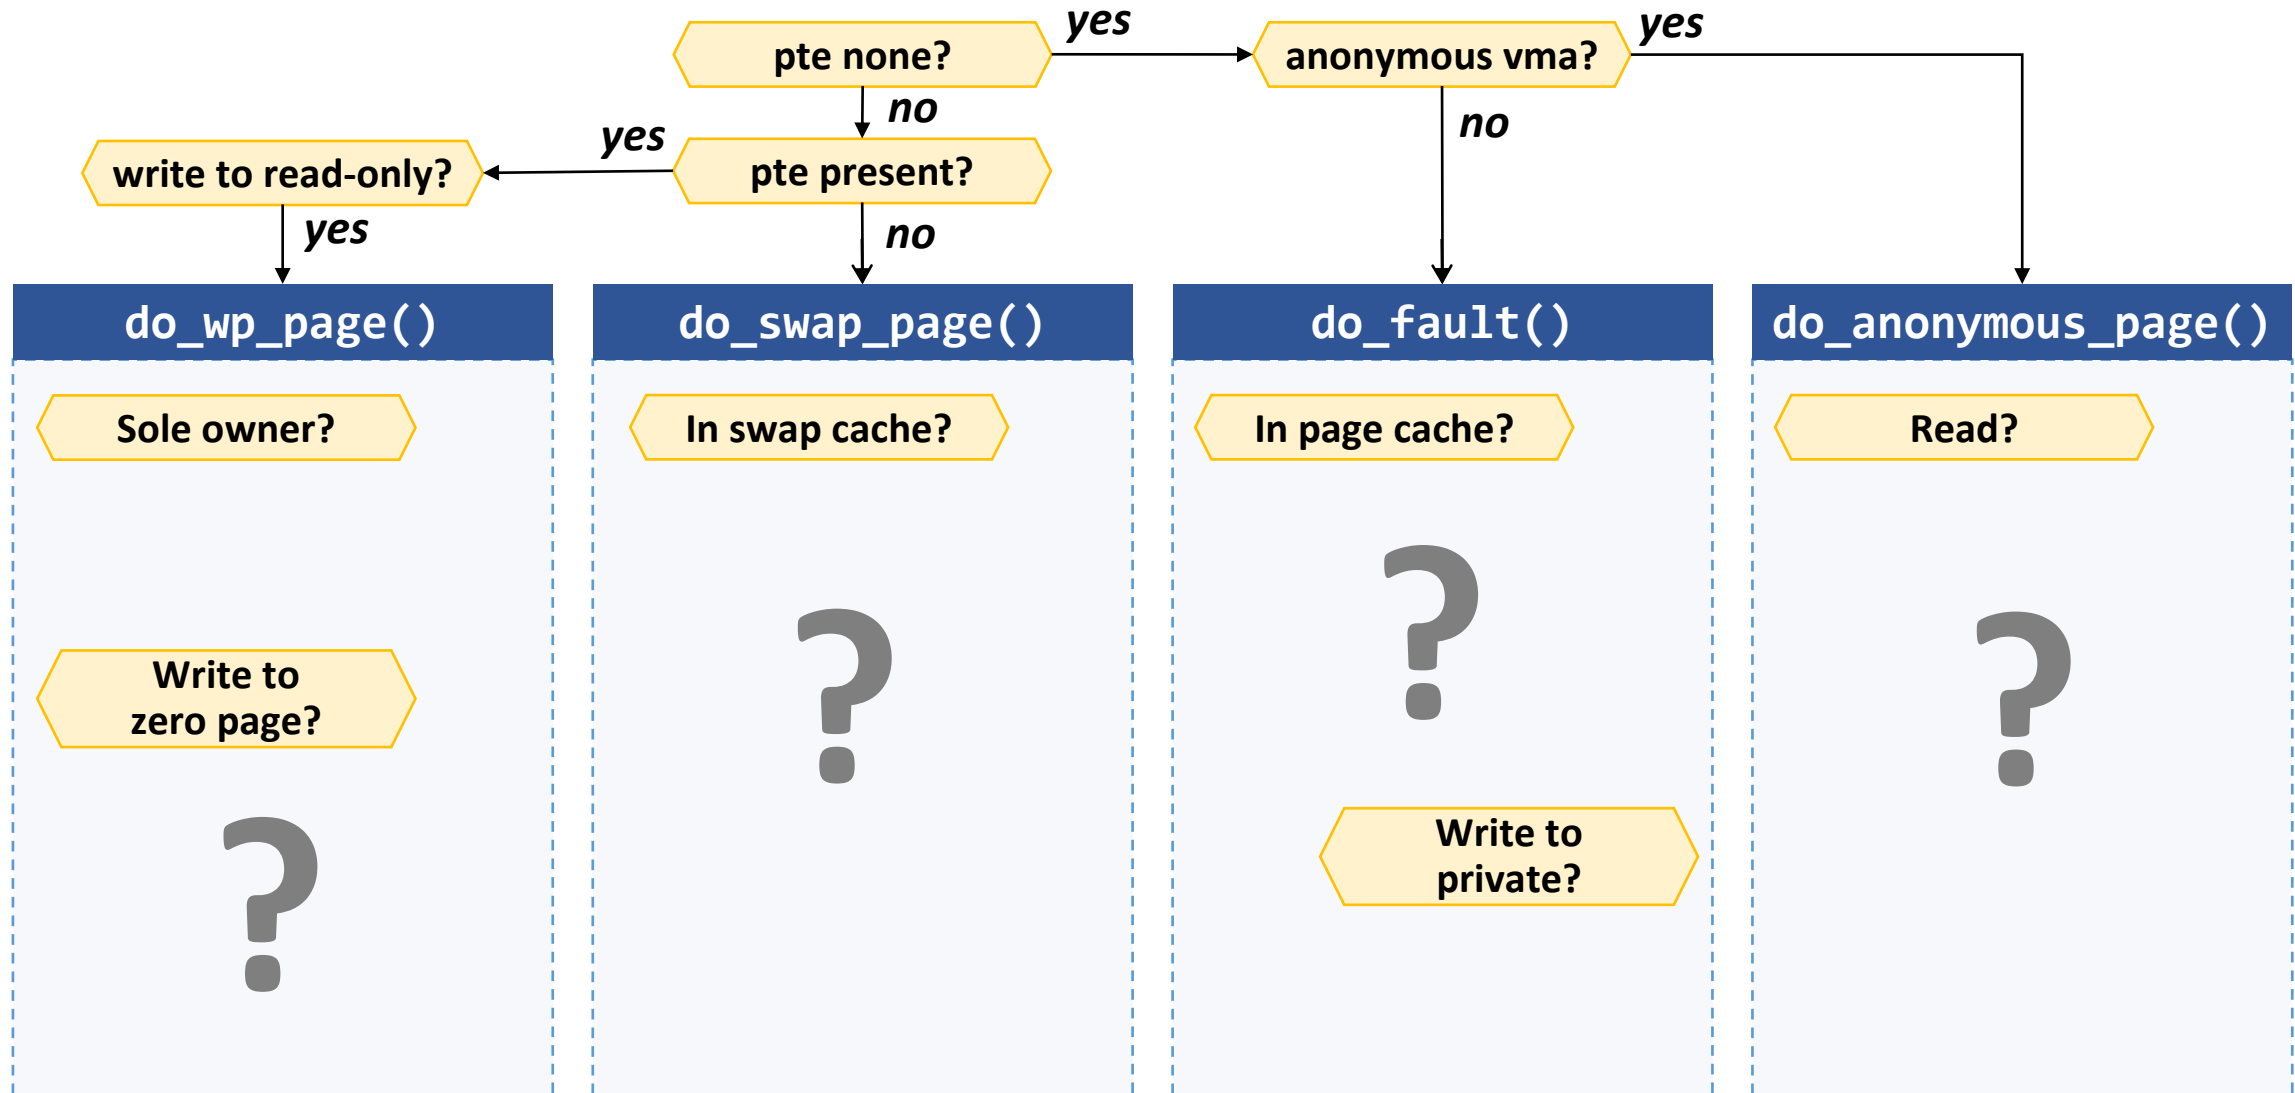 pte none?
yes
anonymous vma?
yes
no
no
write to read-only?
yes
pte present?
yes
no
do_wp_page()
do_swap_page()
do_fault()
do_anonymous_page()
Sole owner?
In swap cache?
In page cache?
Read?
?
?
?
Write to
zero page?
?
Write to
private?